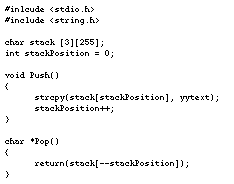 #inlcude <stdio.h>
#include <string.h>
char stack [3][255];
int stackPosition = 0;
void Push()
{
strcpy(stack[stackPosition], yytext);
stackPosition++;
}
char *Pop()
{
return(stack[--stackPosition]);
}